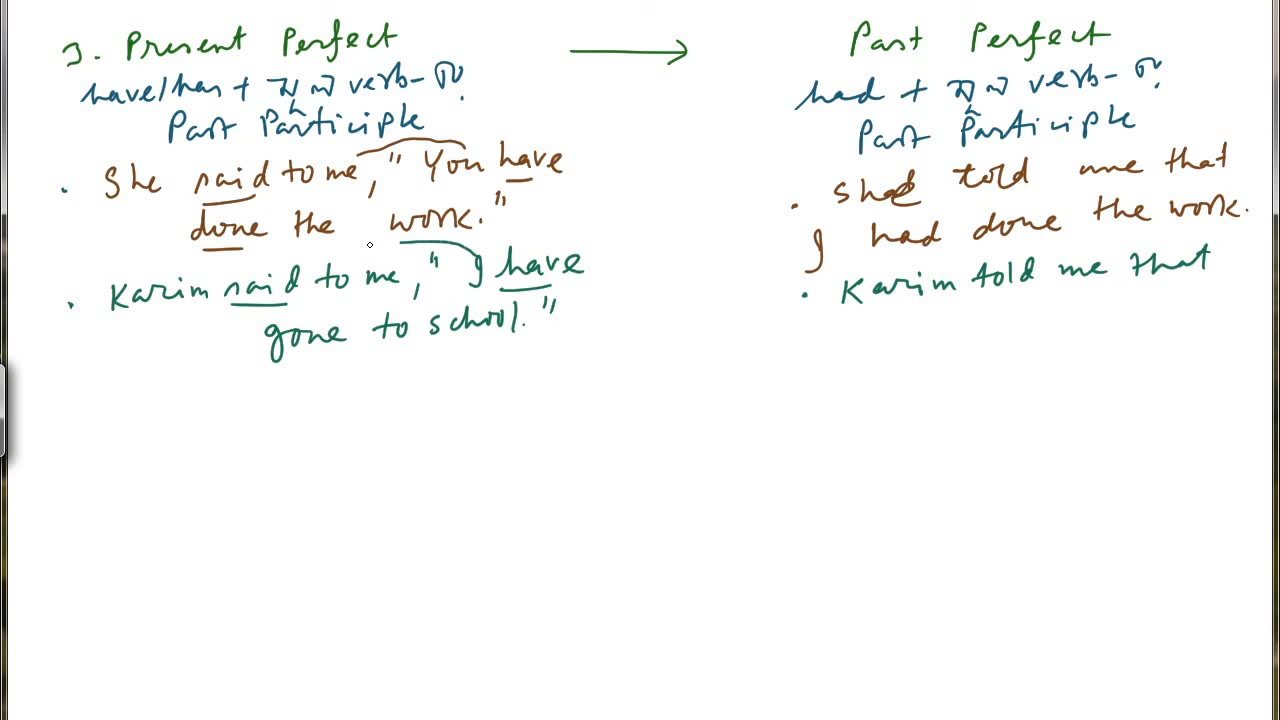 3. Present Perfect
have/has + মূল verb-এর
Past Participle
• She said to me, " You have
done the work."
• Karim said to me, " I have
gone to school."
Past Perfect
had + মূল verb-এর
Past Participle
• She told me that
I had done the work.
• Karim told me that